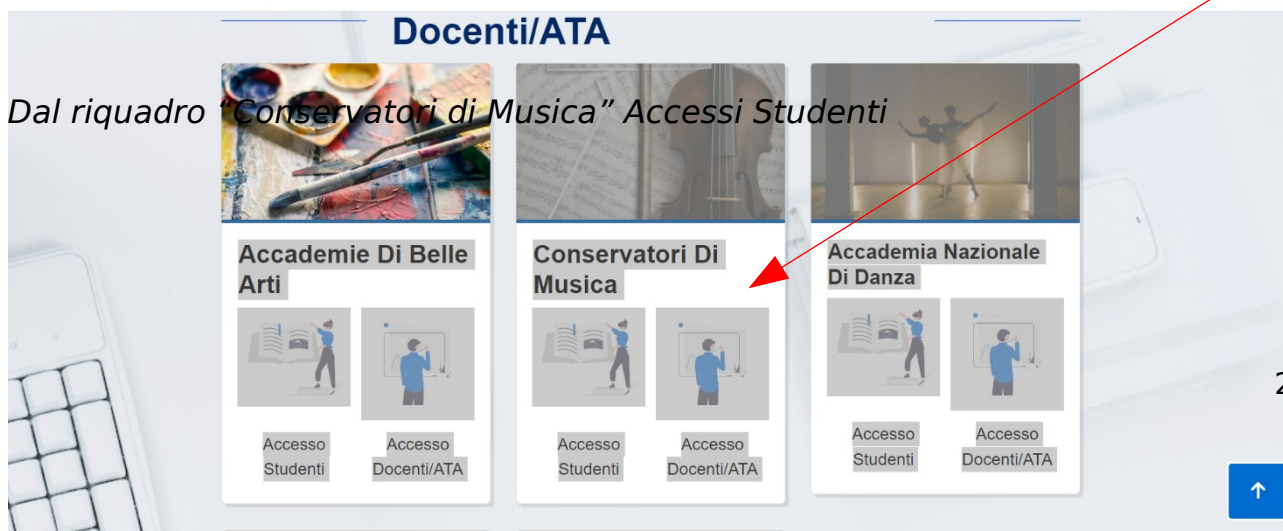 Docenti/ATA
Dal riquadro “Conservatori di Musica” Accessi Studenti
Accademie Di Belle
Arti
Accesso
Studenti
Accesso
Docenti/ATA
Conservatori Di
Musica
Accesso
Studenti
Accesso
Docenti/ATA
Accademia Nazionale
Di Danza
Accesso
Studenti
Accesso
Docenti/ATA
2